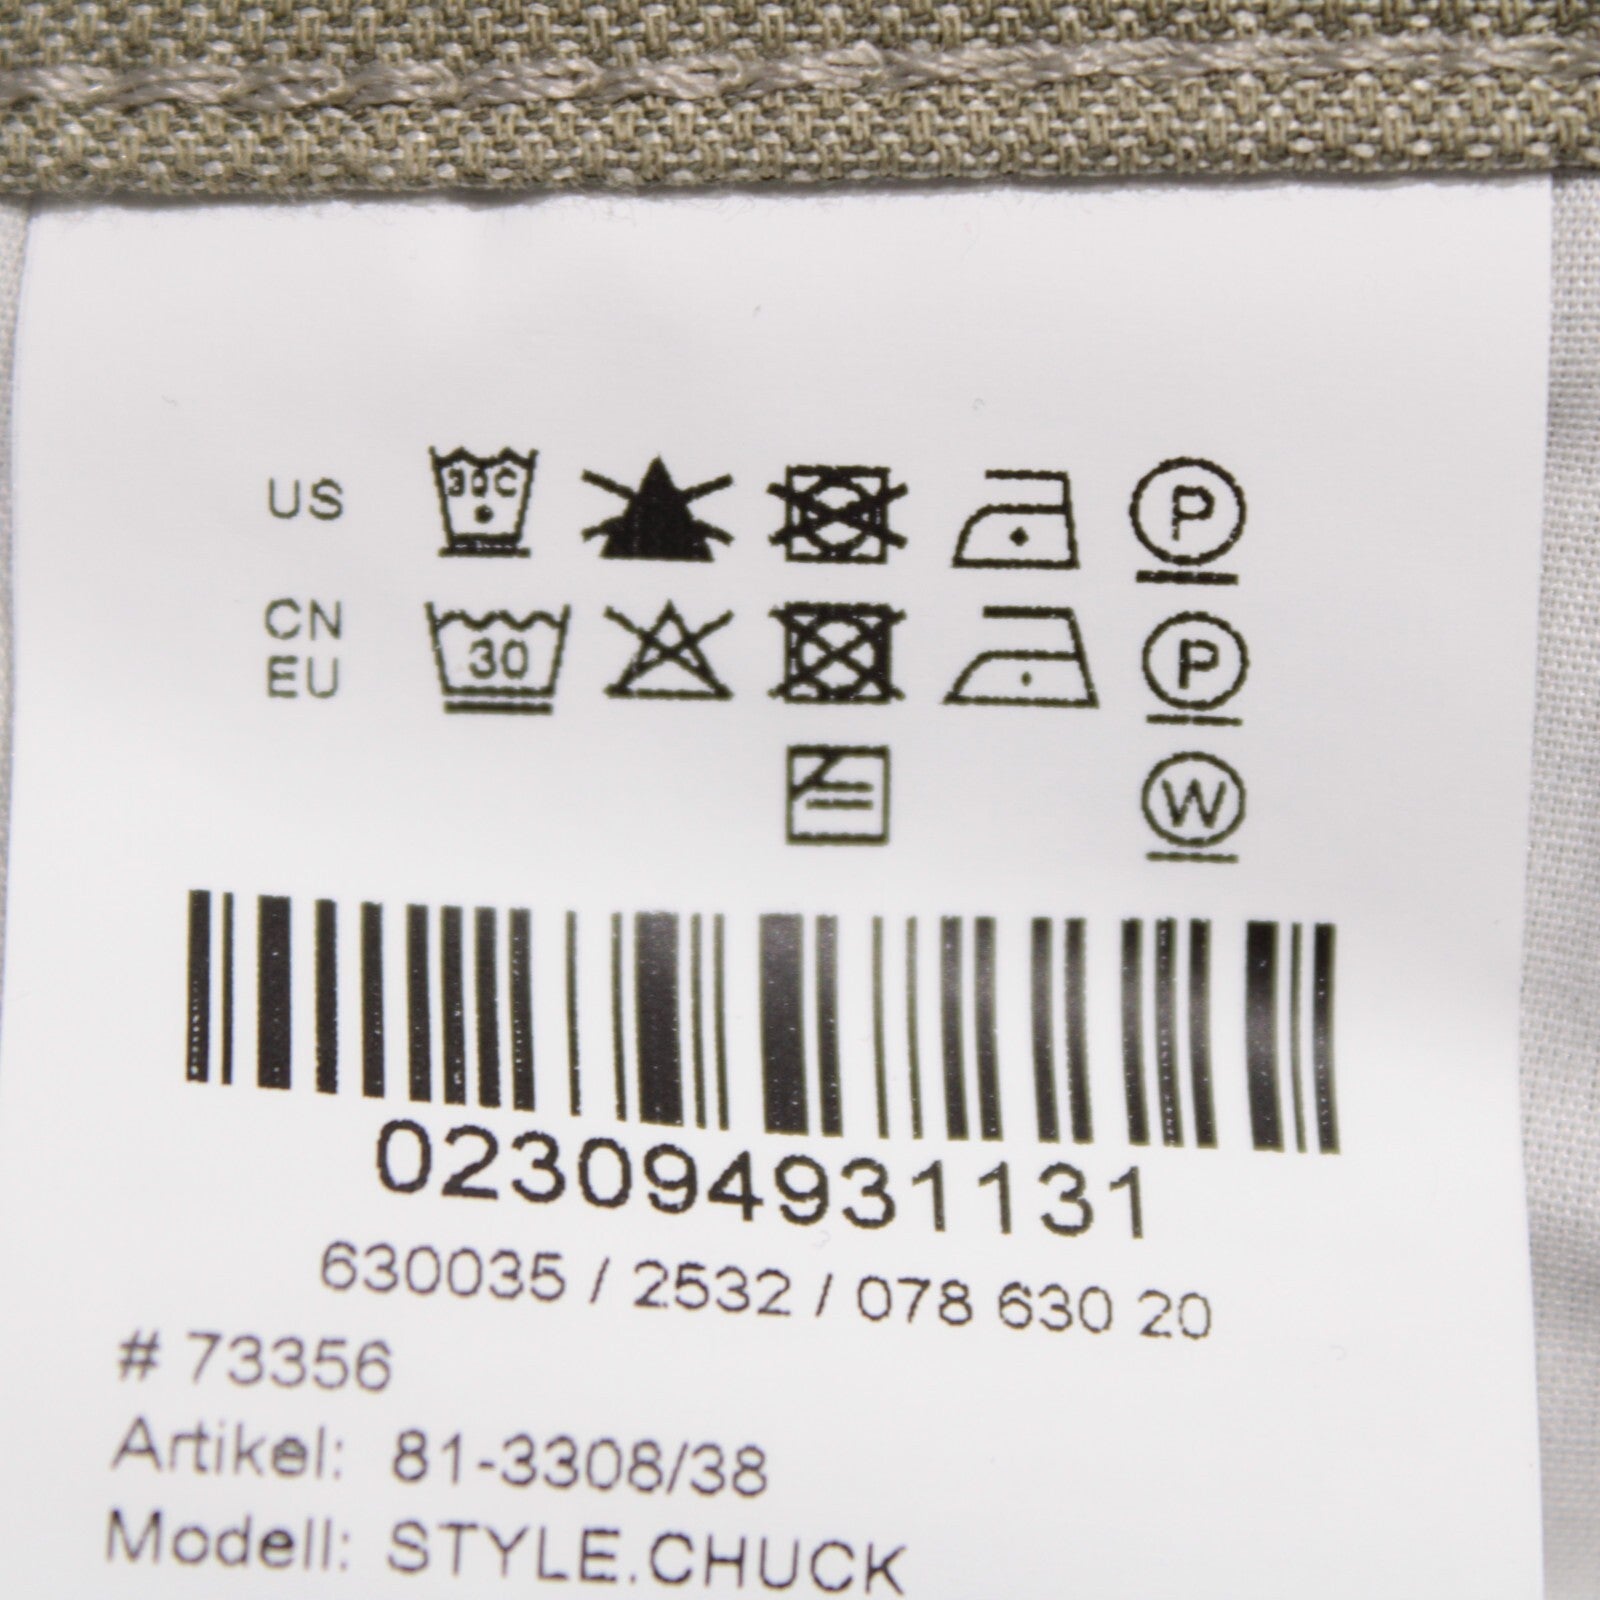 US 30C P
CN
EU 30 P
W
023094931131
630035 / 2532 / 078 630 20
# 73356
Artikel: 81-3308/38
Modell: STYLE.CHUCK